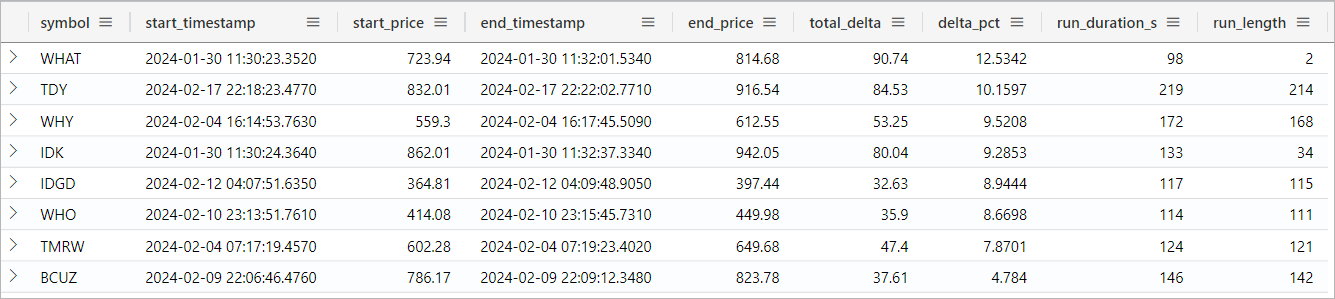 symbol start_timestamp start_price end_timestamp end_price total_delta delta_pct run_duration_s run_length
WHAT 2024-01-30 11:30:23.3520 723.94 2024-01-30 11:32:01.5340 814.68 90.74 12.5342 98 2
TDY 2024-02-17 22:18:23.4770 832.01 2024-02-17 22:22:02.7710 916.54 84.53 10.1597 219 214
WHY 2024-02-04 16:14:53.7630 559.3 2024-02-04 16:17:45.5090 612.55 53.25 9.5208 172 168
IDK 2024-01-30 11:30:24.3640 862.01 2024-01-30 11:32:37.3340 942.05 80.04 9.2853 133 34
IDGD 2024-02-12 04:07:51.6350 364.81 2024-02-12 04:09:48.9050 397.44 32.63 8.9444 117 115
WHO 2024-02-10 23:13:51.7610 414.08 2024-02-10 23:15:45.7310 449.98 35.9 8.6698 114 111
TMRW 2024-02-04 07:17:19.4570 602.28 2024-02-04 07:19:23.4020 649.68 47.4 7.8701 124 121
BCUZ 2024-02-09 22:06:46.4760 786.17 2024-02-09 22:09:12.3480 823.78 37.61 4.784 146 142